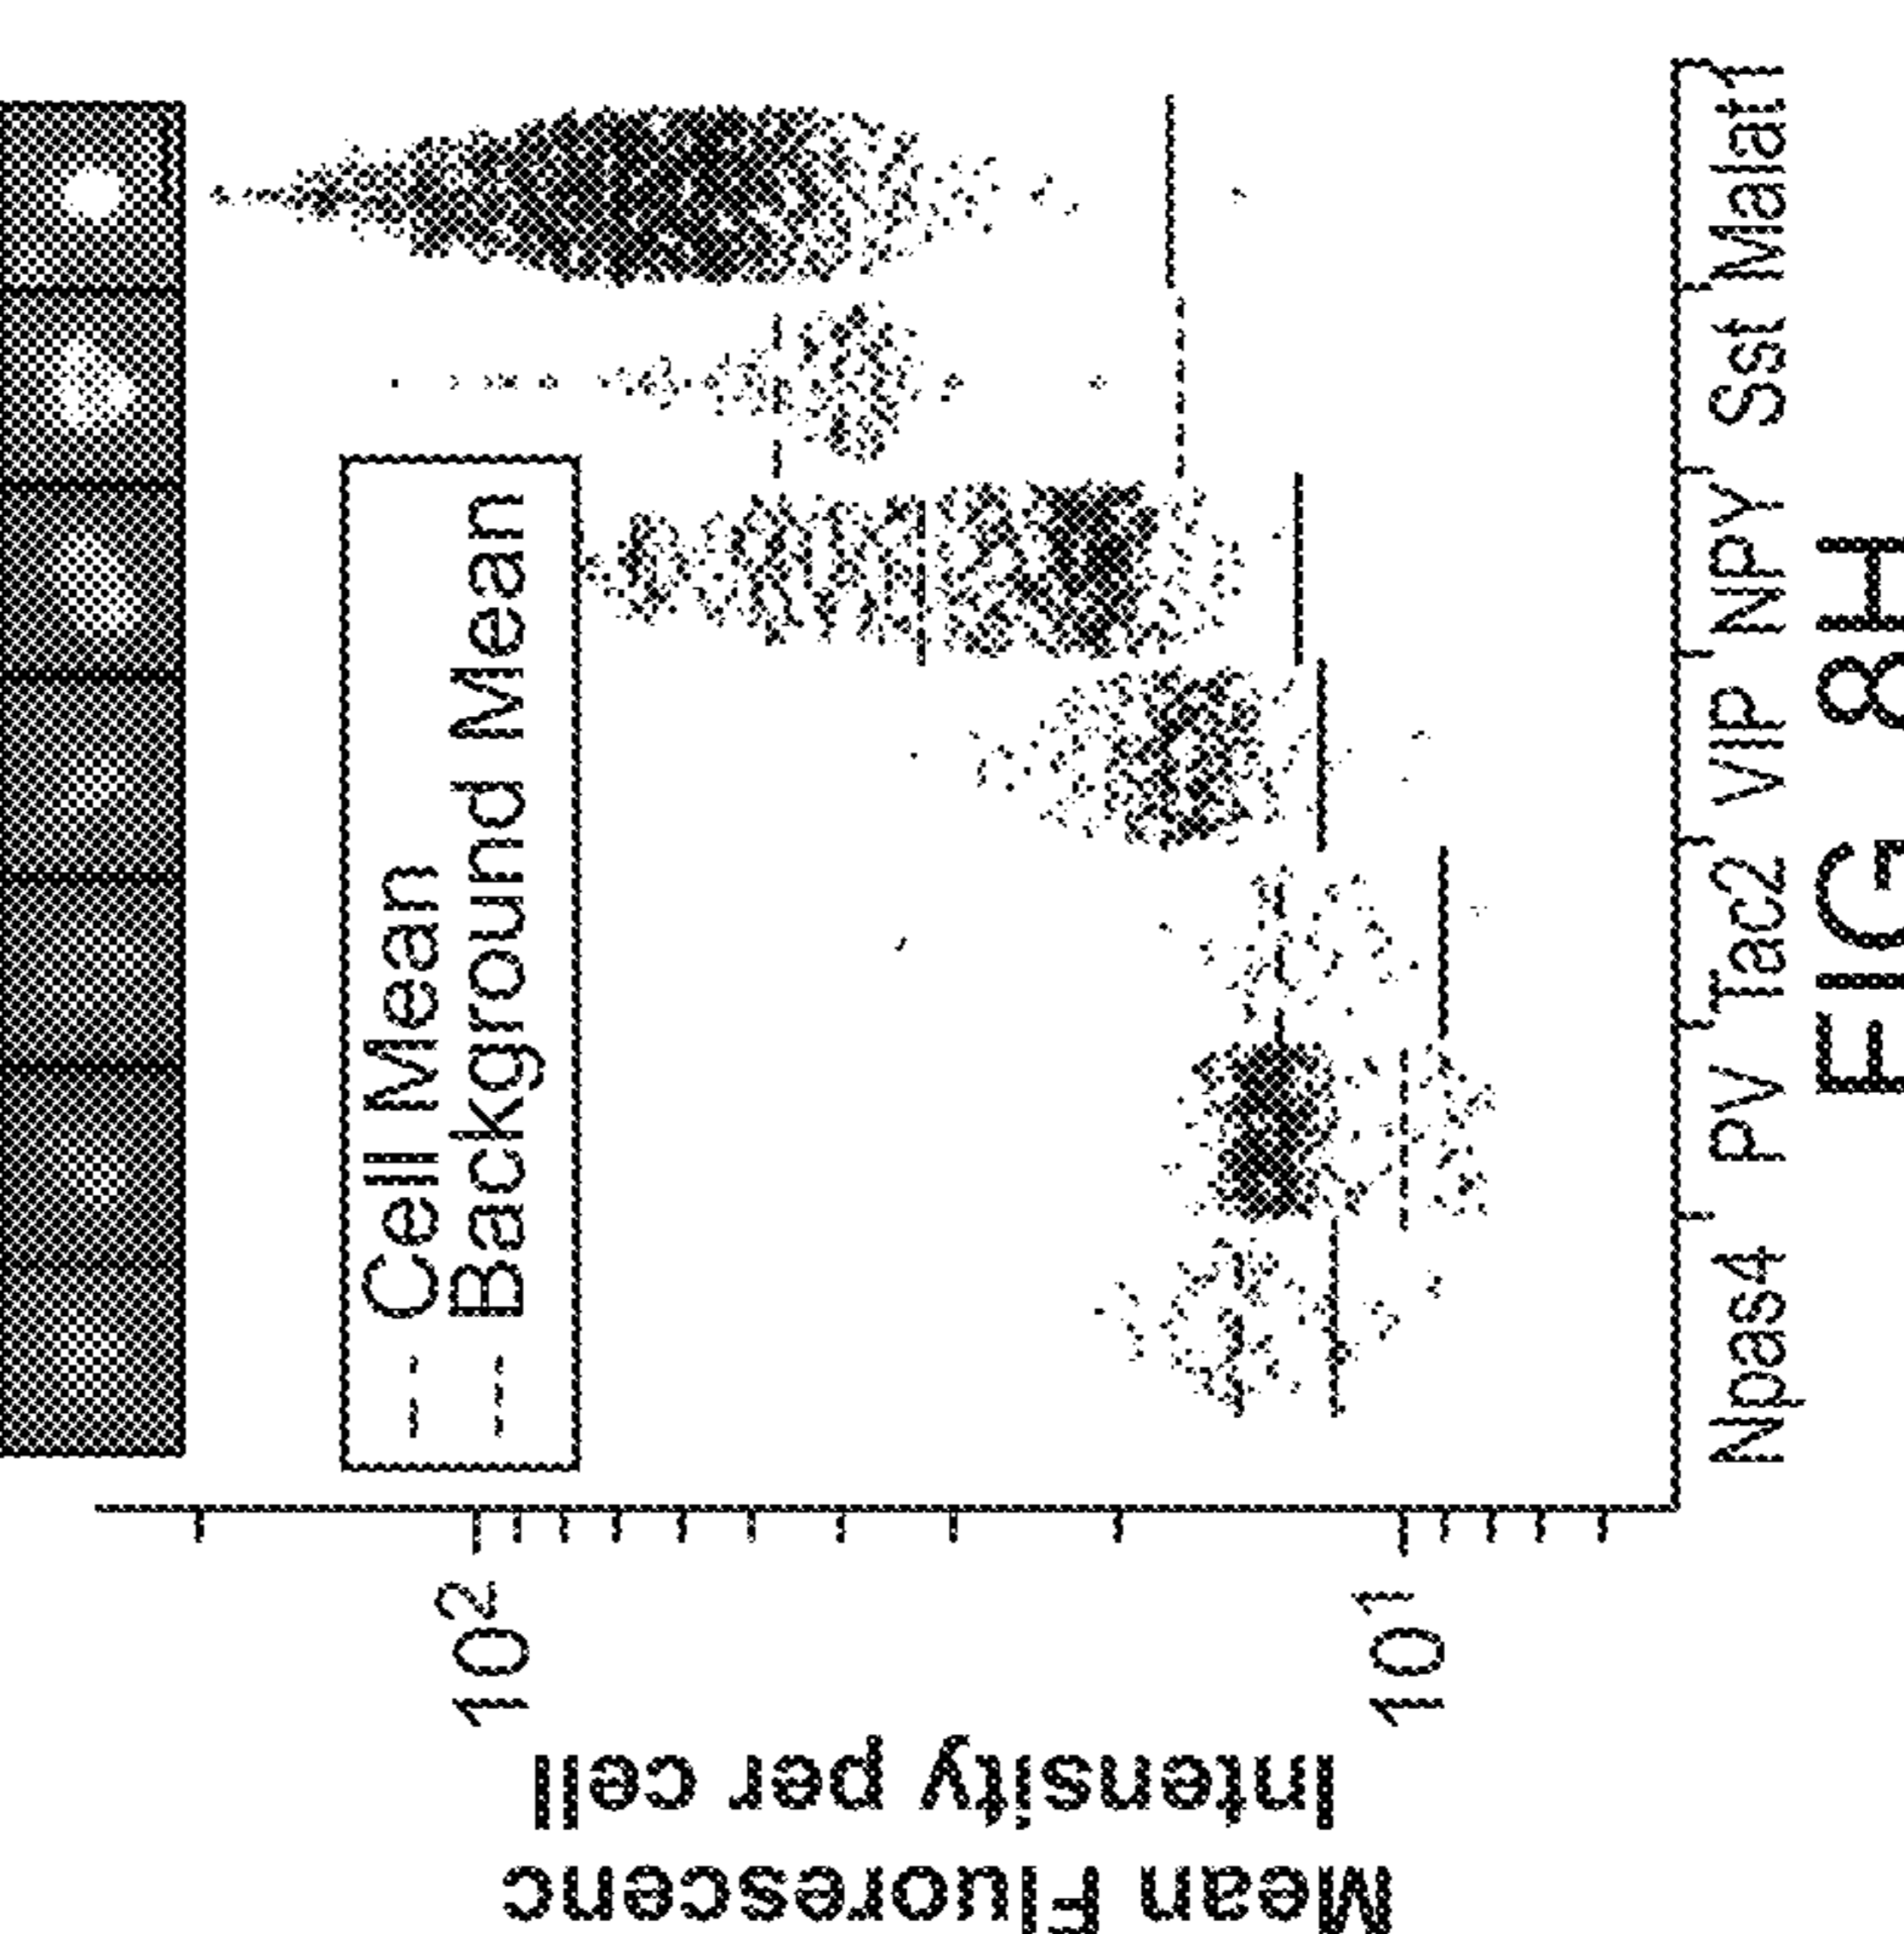 Cell Mean
Background Mean
10²
10¹
Mean Fluorescenc
Intensity per cell
Npas4 PV Tac2 VIP NPY Sst Malat1
FIG 8H